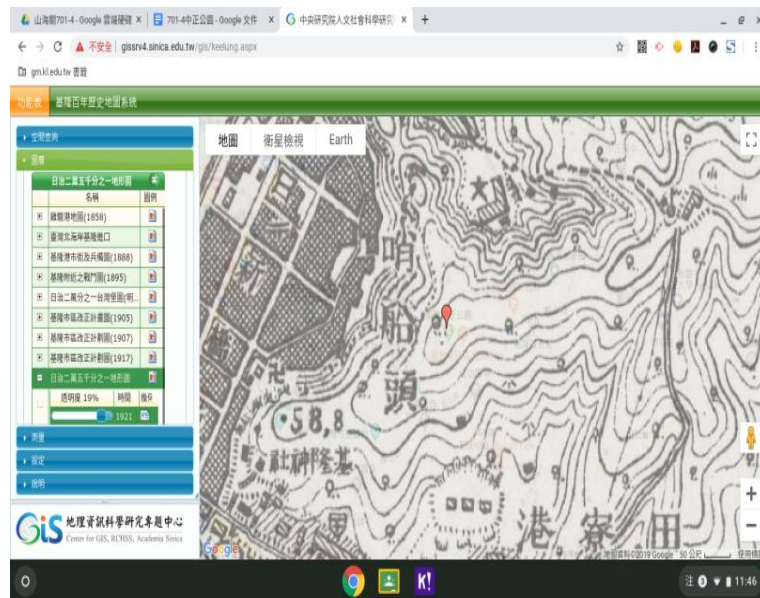 山海關701-4 - Google 雲端硬碟
701-4中正公園 - Google 文件
中央研究院人文社會科學研究
不安全 | gissrv4.sinica.edu.tw/gis/keelung.aspx
gm.kl.edu.tw 書籤
功能表 基隆百年歷史地圖系統
空間查詢
圖層
日治二萬五千分之一地形圖
名稱 圖例
雞籠港地圖(1858)
臺灣北海岸基隆進口
基隆港市街及兵備圖(1888)
基隆附近之戰鬥圖(1895)
日治二萬分之一台灣堡圖(明...
基隆市區改正計畫圖(1905)
基隆市區改正計劃圖(1907)
基隆市區改正計劃圖(1917)
日治二萬五千分之一地形圖
透明度 19% 時間
1921
測量
設定
說明
GiS 地理資訊科學研究專題中心
Center for GIS, RCHSS, Academia Sinica
地圖 衛星檢視 Earth
哨船頭
58,8
社神隆基
港寮田
Google
地圖資料©2019 Google 50 公尺
K!
注 3 11:46